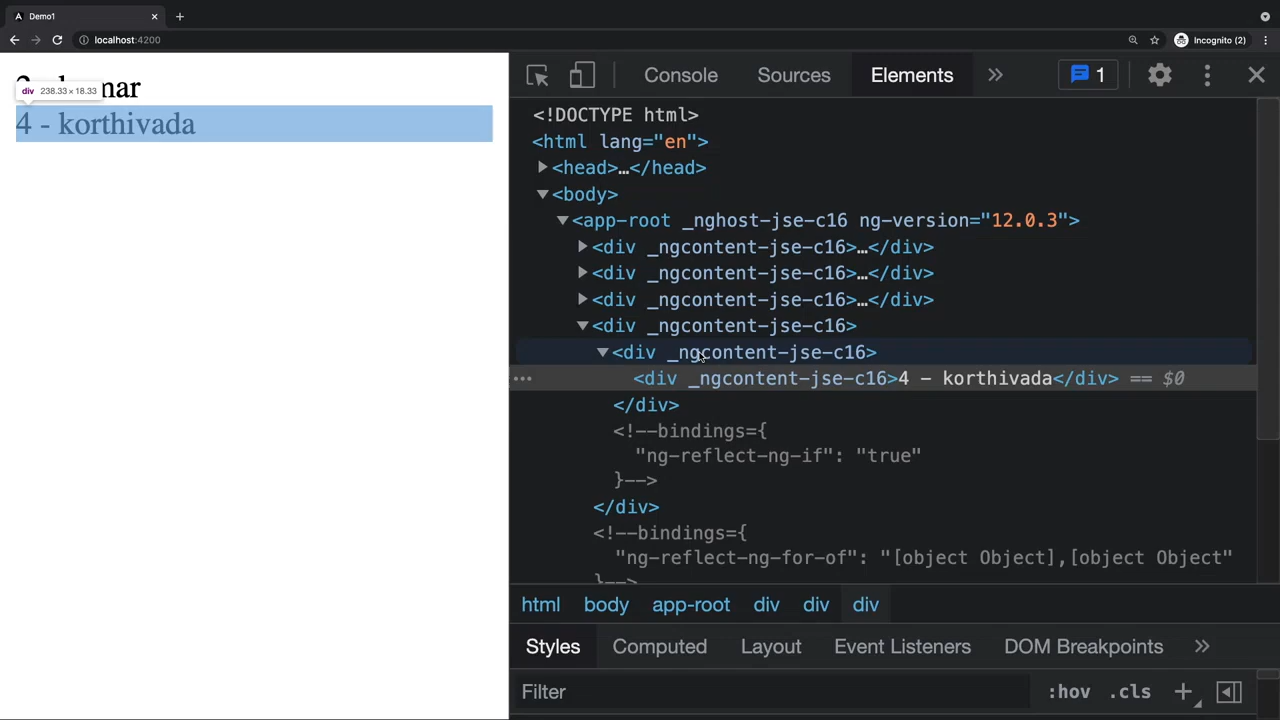 Demo1
localhost:4200
Incognito (2)
div 238.33 × 18.33
mar
4 - korthivada
Console Sources Elements » 1
<!DOCTYPE html>
<html lang="en">
▶<head>…</head>
▼<body>
▼<app-root _nghost-jse-c16 ng-version="12.0.3">
▶<div _ngcontent-jse-c16>…</div>
▶<div _ngcontent-jse-c16>…</div>
▶<div _ngcontent-jse-c16>…</div>
▼<div _ngcontent-jse-c16>
▼<div _ngcontent-jse-c16>
<div _ngcontent-jse-c16>4 - korthivada</div> == $0
</div>
<!--bindings={
"ng-reflect-ng-if": "true"
}-->
</div>
<!--bindings={
"ng-reflect-ng-for-of": "[object Object],[object Object"
}-->
html body app-root div div div
Styles Computed Layout Event Listeners DOM Breakpoints »
Filter :hov .cls +